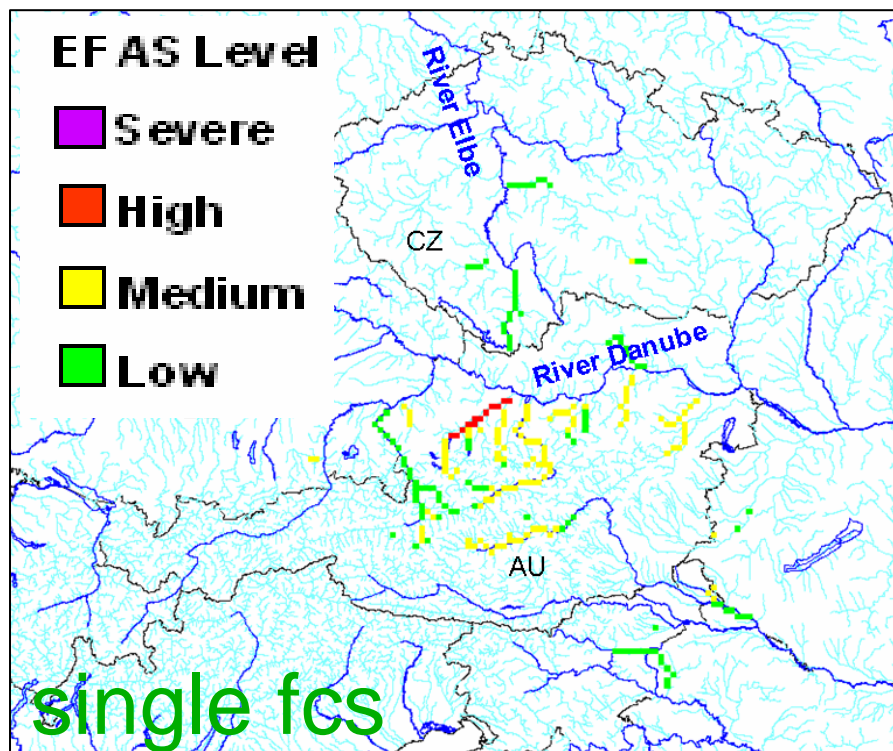 EFAS Level
Severe
High
Medium
Low
River Elbe
CZ
River Danube
AU
single fcs